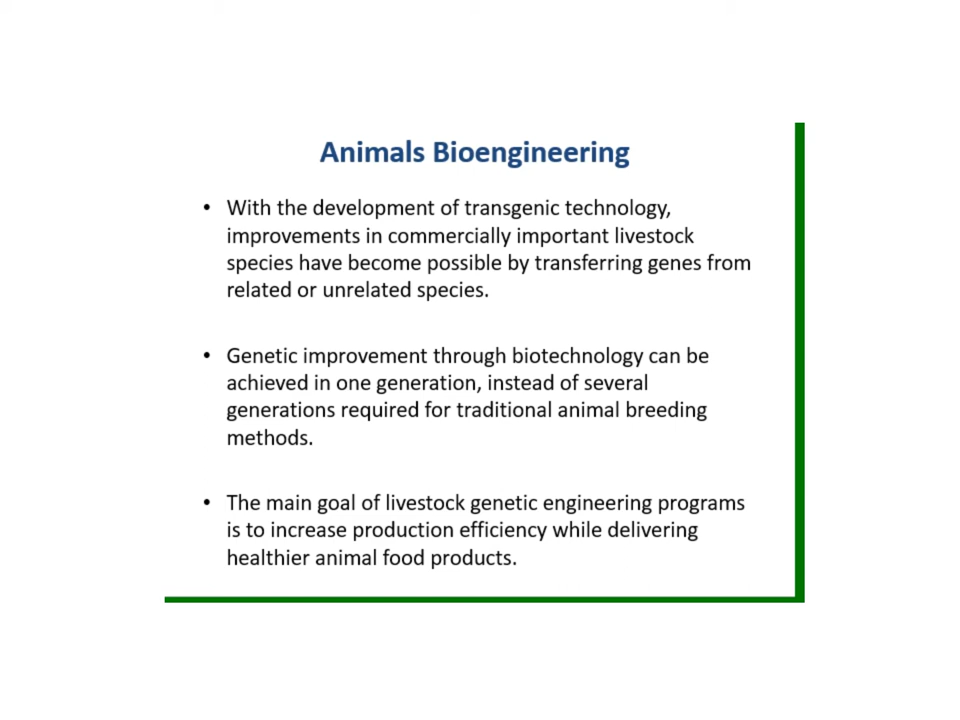 Animals Bioengineering
• With the development of transgenic technology,
improvements in commercially important livestock
species have become possible by transferring genes from
related or unrelated species.
• Genetic improvement through biotechnology can be
achieved in one generation, instead of several
generations required for traditional animal breeding
methods.
• The main goal of livestock genetic engineering programs
is to increase production efficiency while delivering
healthier animal food products.